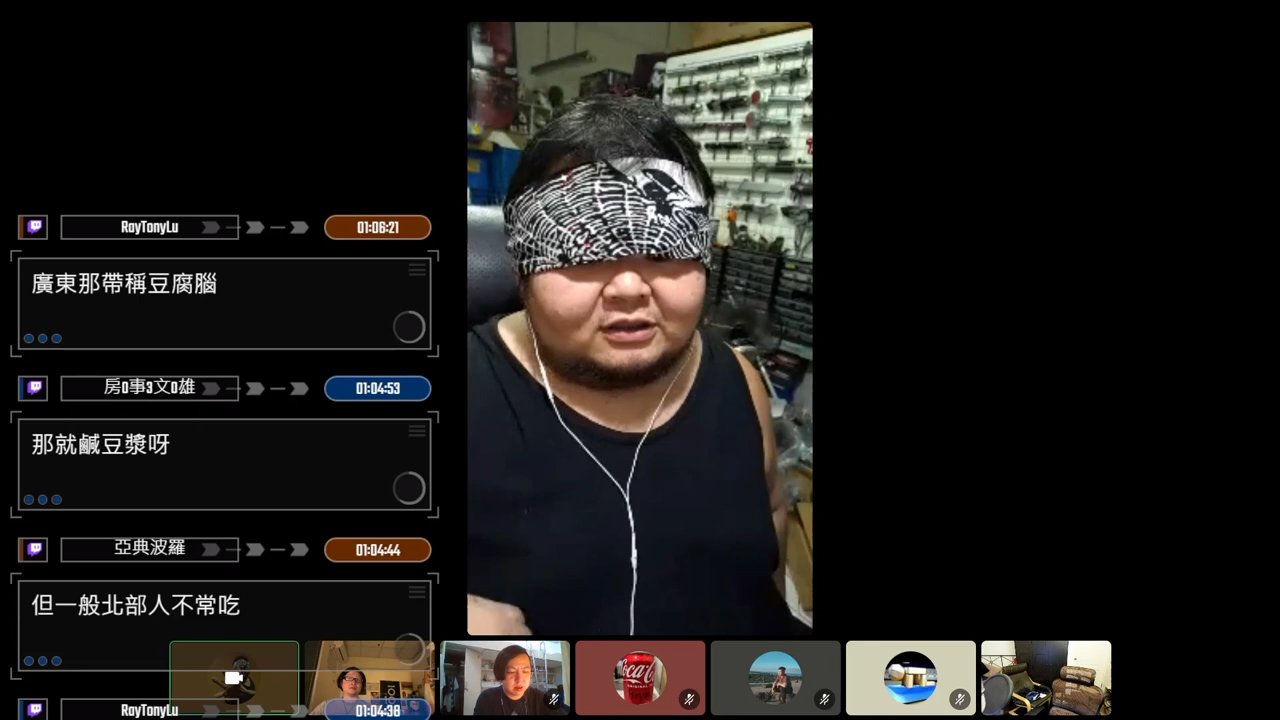 RayTonyLu
01:06:21
廣東那帶稱豆腐腦
房0事3文0雄
01:04:53
那就鹹豆漿呀
亞典波羅
01:04:44
但一般北部人不常吃
RayTonyLu
01:04:38
Coca-C
ORIGINAL